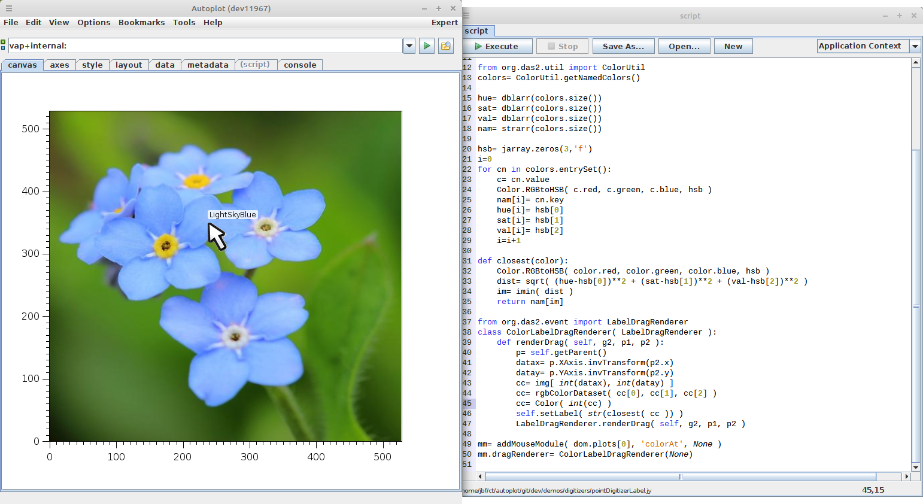 Autoplot (dev11967)
File Edit View Options Bookmarks Tools Help Expert
vap+internal:
canvas axes style layout data metadata (script) console
500
400
300
200
100
0
0 100 200 300 400 500
LightSkyBlue
script
script
Execute Stop Save As... Open... New Application Context
12 from org.das2.util import ColorUtil
13 colors= ColorUtil.getNamedColors()
14
15 hue= dblarr(colors.size())
16 sat= dblarr(colors.size())
17 val= dblarr(colors.size())
18 nam= strarr(colors.size())
19
20 hsb= jarray.zeros(3,'f')
21 i=0
22 for cn in colors.entrySet():
23 c= cn.value
24 Color.RGBtoHSB( c.red, c.green, c.blue, hsb )
25 nam[i]= cn.key
26 hue[i]= hsb[0]
27 sat[i]= hsb[1]
28 val[i]= hsb[2]
29 i=i+1
30
31 def closest(color):
32 Color.RGBtoHSB( color.red, color.green, color.blue, hsb )
33 dist= sqrt( (hue-hsb[0])**2 + (sat-hsb[1])**2 + (val-hsb[2])**2 )
34 im= imin( dist )
35 return nam[im]
36
37 from org.das2.event import LabelDragRenderer
38 class ColorLabelDragRenderer( LabelDragRenderer ):
39 def renderDrag( self, g2, p1, p2 ):
40 p= self.getParent()
41 datax= p.XAxis.invTransform(p2.x)
42 datay= p.YAxis.invTransform(p2.y)
43 cc= img[ int(datax), int(datay) ]
44 cc= rgbColorDataset( cc[0], cc[1], cc[2] )
45 cc= Color( int(cc) )
46 self.setLabel( str(closest( cc )) )
47 LabelDragRenderer.renderDrag( self, g2, p1, p2 )
48
49 mm= addMouseModule( dom.plots[0], 'colorAt', None )
50 mm.dragRenderer= ColorLabelDragRenderer(None)
51
home/jbf/ct/autoplot/git/dev/demos/digitizers/pointDigitizerLabel.jy 45,15